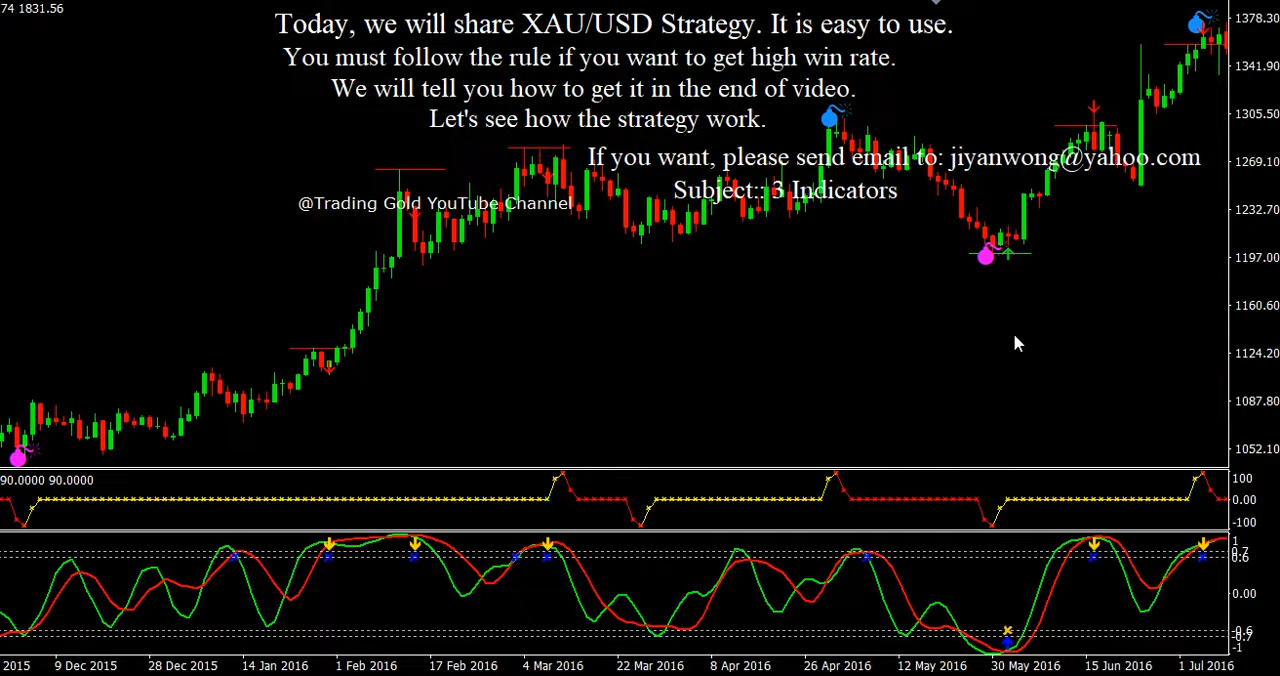 74 1831.56
Today, we will share XAU/USD Strategy. It is easy to use.
You must follow the rule if you want to get high win rate.
We will tell you how to get it in the end of video.
Let's see how the strategy work.
If you want, please send email to: jiyanwong@yahoo.com
Subject:: 3 Indicators
@Trading Gold YouTube Channel
1378.30
1341.90
1305.50
1269.10
1232.70
1197.00
1160.60
1124.20
1087.80
1052.10
90.0000 90.0000
100
0.00
-100
1
0.7
0.6
0.00
-0.6
-0.7
-1
2015 9 Dec 2015 28 Dec 2015 14 Jan 2016 1 Feb 2016 17 Feb 2016 4 Mar 2016 22 Mar 2016 8 Apr 2016 26 Apr 2016 12 May 2016 30 May 2016 15 Jun 2016 1 Jul 2016